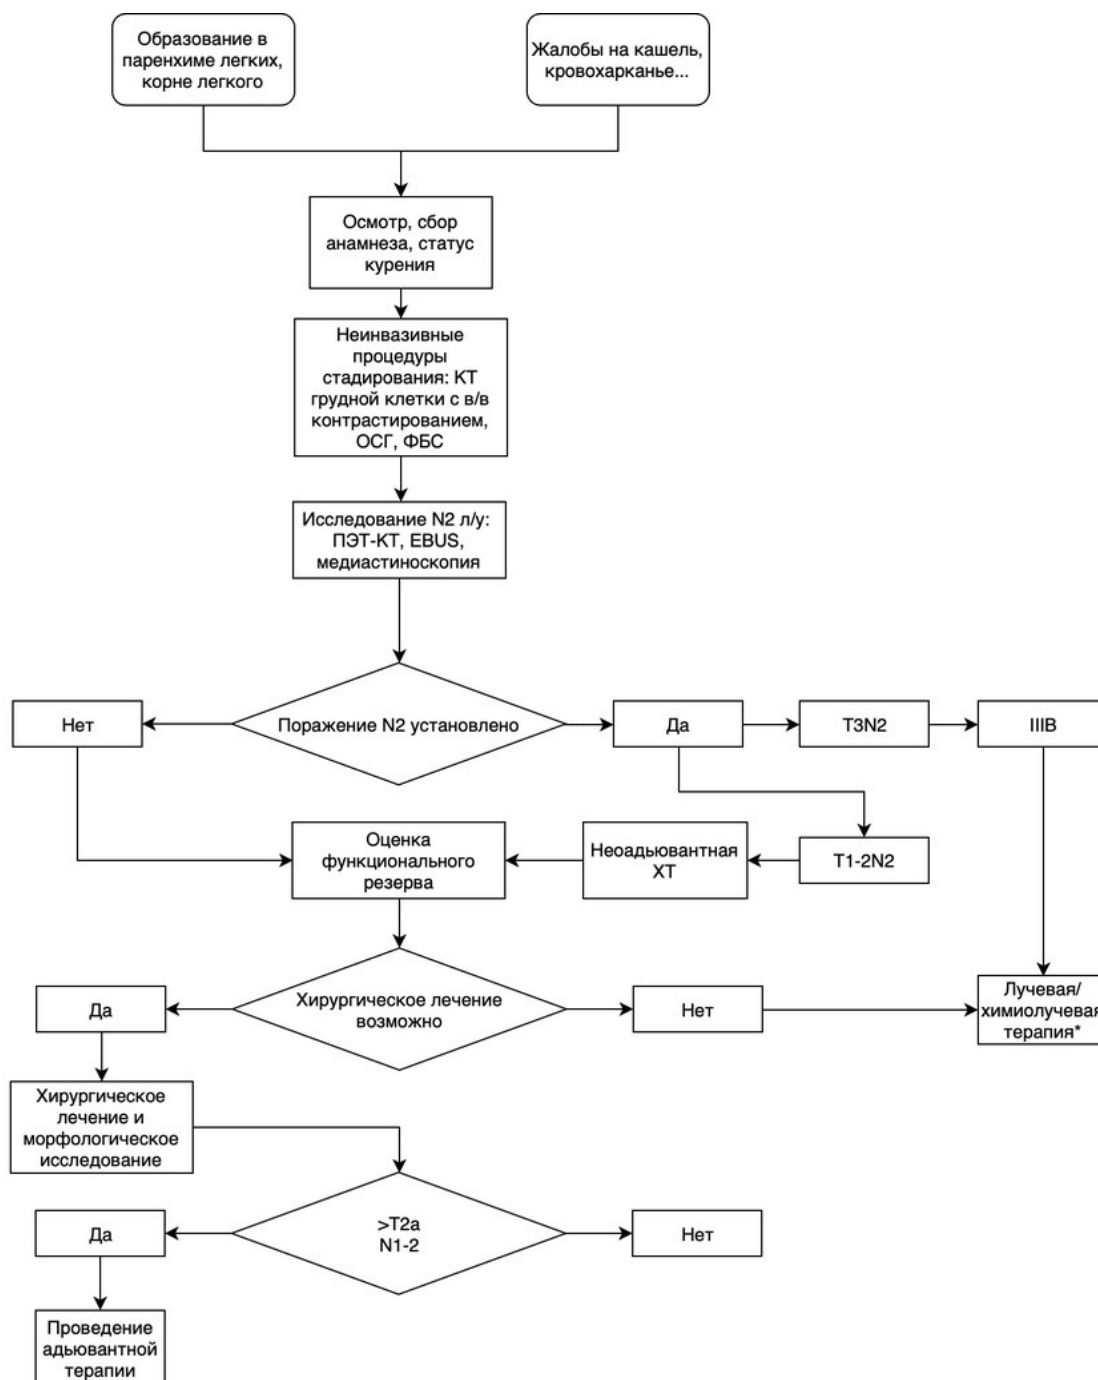 Образование в
паренхиме легких,
корне легкого
Жалобы на кашель,
кровохарканье...
Осмотр, сбор
анамнеза, статус
курения
Неинвазивные
процедуры
стадирования: КТ
грудной клетки с в/в
контрастированием,
ОСГ, ФБС
Исследование N2 л/у:
ПЭТ-КТ, EBUS,
медиастиноскопия
Нет
Поражение N2 установлено
Да
T3N2
IIIB
Оценка
функционального
резерва
Неоадьювантная
ХТ
T1-2N2
Да
Хирургическое лечение
возможно
Нет
Лучевая/
химиолучевая
терапия*
Хирургическое
лечение и
морфологическое
исследование
Да
>T2a
N1-2
Нет
Проведение
адьювантной
терапии